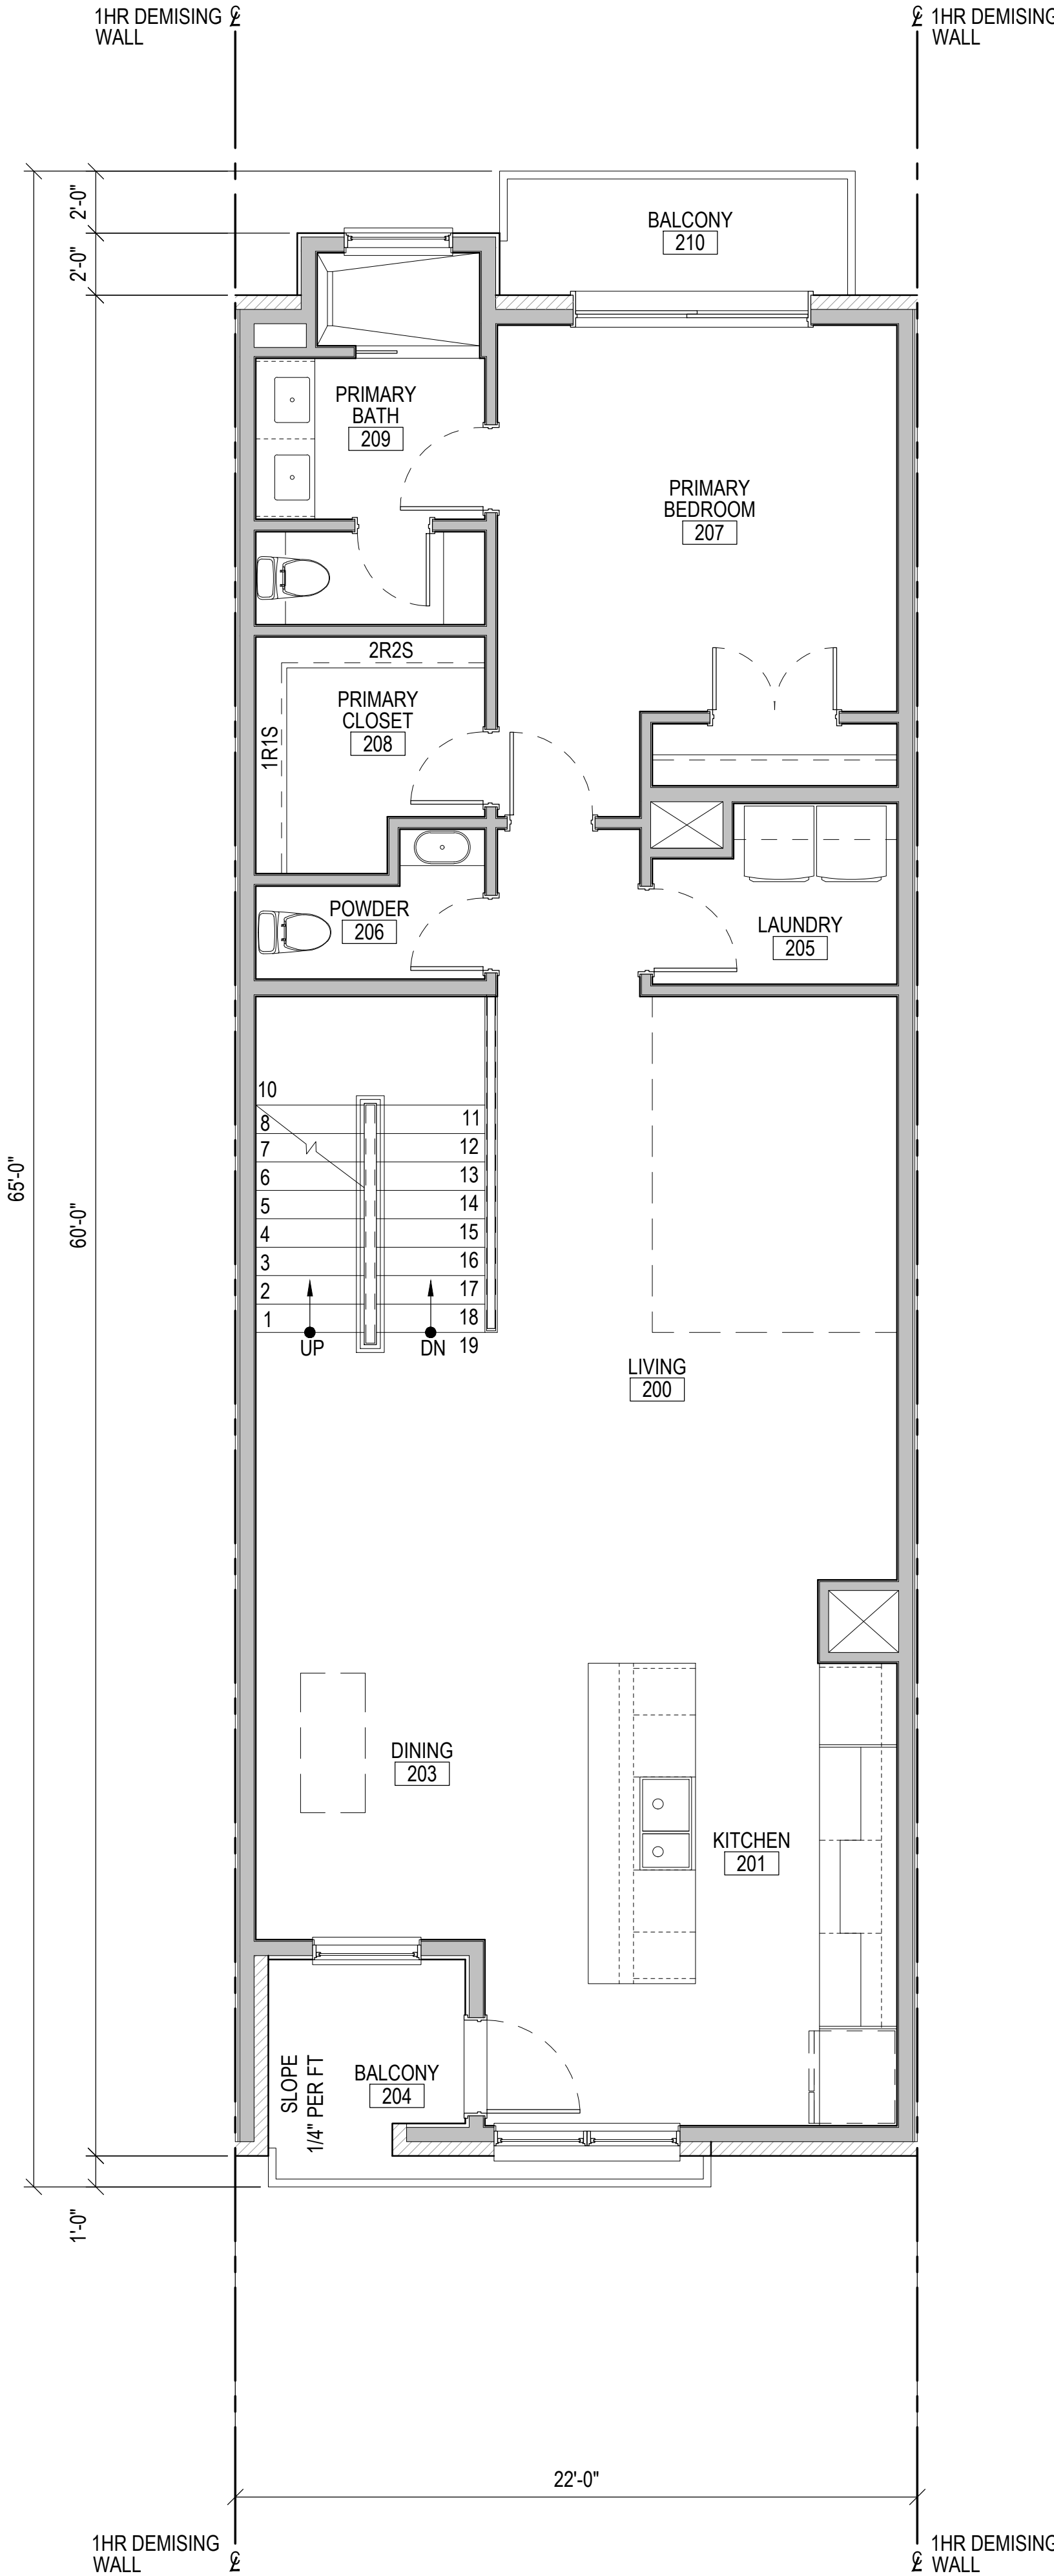 1HR DEMISING ℄
WALL
℄ 1HR DEMISING
WALL
2'-0"
2'-0"
65'-0"
60'-0"
1'-0"
BALCONY
210
PRIMARY
BATH
209
PRIMARY
BEDROOM
207
2R2S
1R1S
PRIMARY
CLOSET
208
POWDER
206
LAUNDRY
205
10
8
7
6
5
4
3
2
1
11
12
13
14
15
16
17
18
19
UP
DN
LIVING
200
DINING
203
KITCHEN
201
SLOPE
1/4" PER FT
BALCONY
204
22'-0"
1HR DEMISING ℄
WALL
℄ 1HR DEMISING
WALL